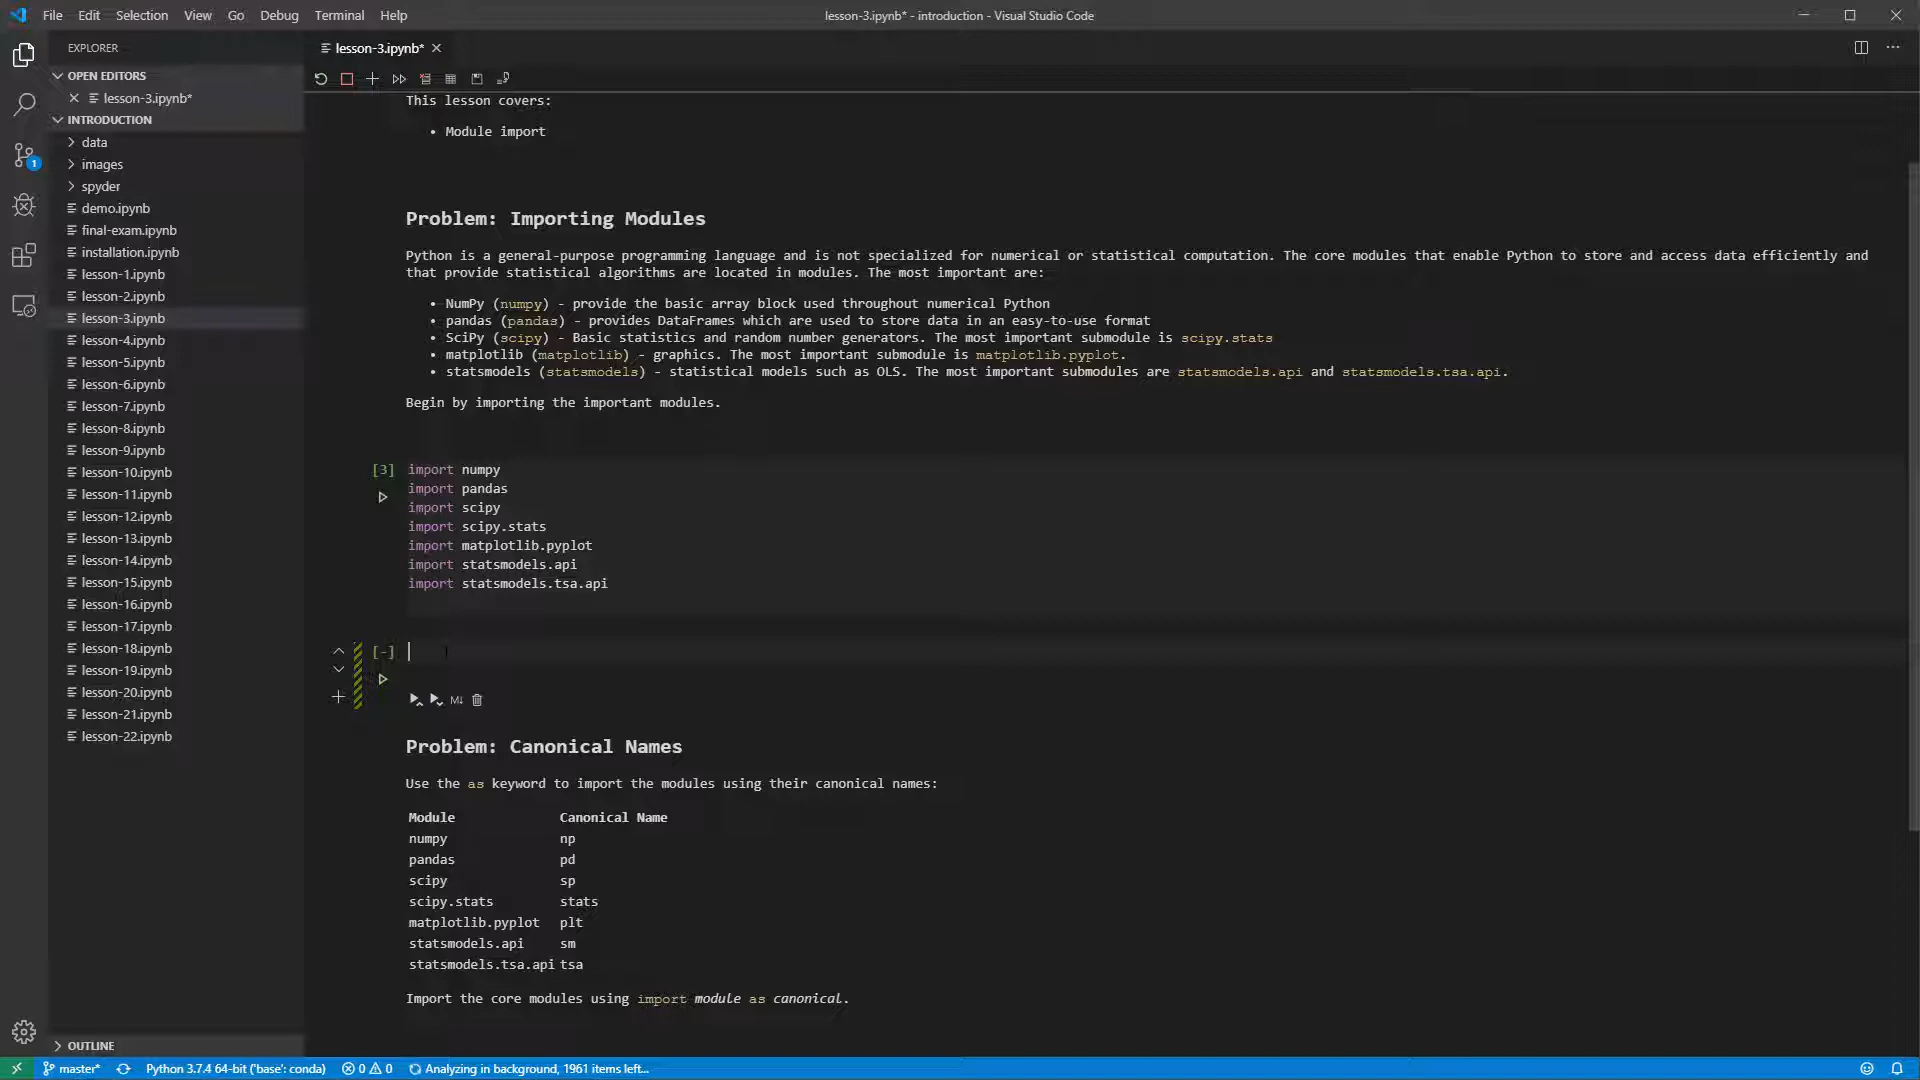 File Edit Selection View Go Debug Terminal Help
lesson-3.ipynb* - introduction - Visual Studio Code
EXPLORER
OPEN EDITORS
lesson-3.ipynb*
INTRODUCTION
data
images
spyder
demo.ipynb
final-exam.ipynb
installation.ipynb
lesson-1.ipynb
lesson-2.ipynb
lesson-3.ipynb
lesson-4.ipynb
lesson-5.ipynb
lesson-6.ipynb
lesson-7.ipynb
lesson-8.ipynb
lesson-9.ipynb
lesson-10.ipynb
lesson-11.ipynb
lesson-12.ipynb
lesson-13.ipynb
lesson-14.ipynb
lesson-15.ipynb
lesson-16.ipynb
lesson-17.ipynb
lesson-18.ipynb
lesson-19.ipynb
lesson-20.ipynb
lesson-21.ipynb
lesson-22.ipynb
OUTLINE
1
lesson-3.ipynb*
This lesson covers:
• Module import
Problem: Importing Modules
Python is a general-purpose programming language and is not specialized for numerical or statistical computation. The core modules that enable Python to store and access data efficiently and
that provide statistical algorithms are located in modules. The most important are:
• NumPy (numpy) - provide the basic array block used throughout numerical Python
• pandas (pandas) - provides DataFrames which are used to store data in an easy-to-use format
• SciPy (scipy) - Basic statistics and random number generators. The most important submodule is scipy.stats
• matplotlib (matplotlib) - graphics. The most important submodule is matplotlib.pyplot.
• statsmodels (statsmodels) - statistical models such as OLS. The most important submodules are statsmodels.api and statsmodels.tsa.api.
Begin by importing the important modules.
[3] import numpy
import pandas
import scipy
import scipy.stats
import matplotlib.pyplot
import statsmodels.api
import statsmodels.tsa.api
[-]
M↓
Problem: Canonical Names
Use the as keyword to import the modules using their canonical names:
Module Canonical Name
numpy np
pandas pd
scipy sp
scipy.stats stats
matplotlib.pyplot plt
statsmodels.api sm
statsmodels.tsa.api tsa
Import the core modules using import module as canonical.
master* Python 3.7.4 64-bit ('base': conda) 0 0 Analyzing in background, 1961 items left...